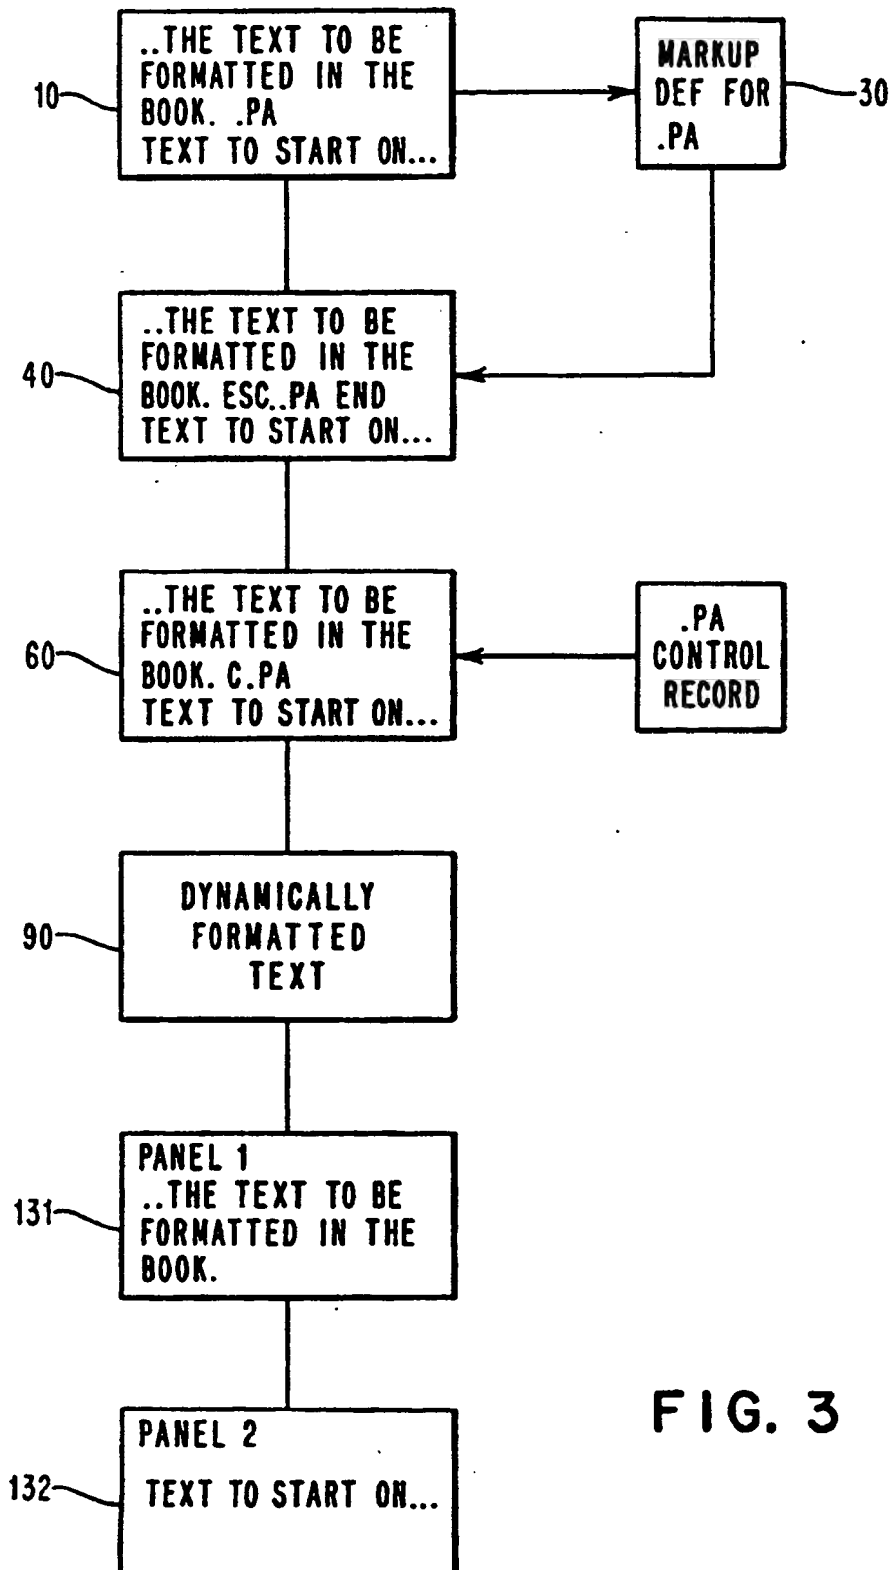 ..THE TEXT TO BE
FORMATTED IN THE
BOOK. .PA
TEXT TO START ON...
10
MARKUP
DEF FOR
.PA
30
..THE TEXT TO BE
FORMATTED IN THE
BOOK. ESC..PA END
TEXT TO START ON...
40
..THE TEXT TO BE
FORMATTED IN THE
BOOK. C.PA
TEXT TO START ON...
60
.PA
CONTROL
RECORD
DYNAMICALLY
FORMATTED
TEXT
90
PANEL 1
..THE TEXT TO BE
FORMATTED IN THE
BOOK.
131
PANEL 2
TEXT TO START ON...
132
FIG. 3